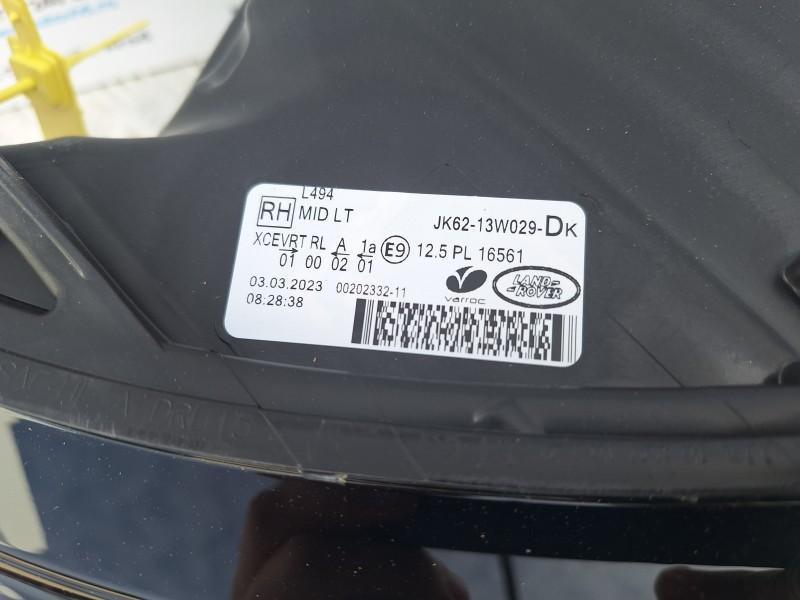 L494
RH MID LT JK62-13W029-DK
XCEVRT RL A 1a E9 12.5 PL 16561
01 00 02 01
03.03.2023 00202332-11
08:28:38
varroc
LAND-
-ROVER